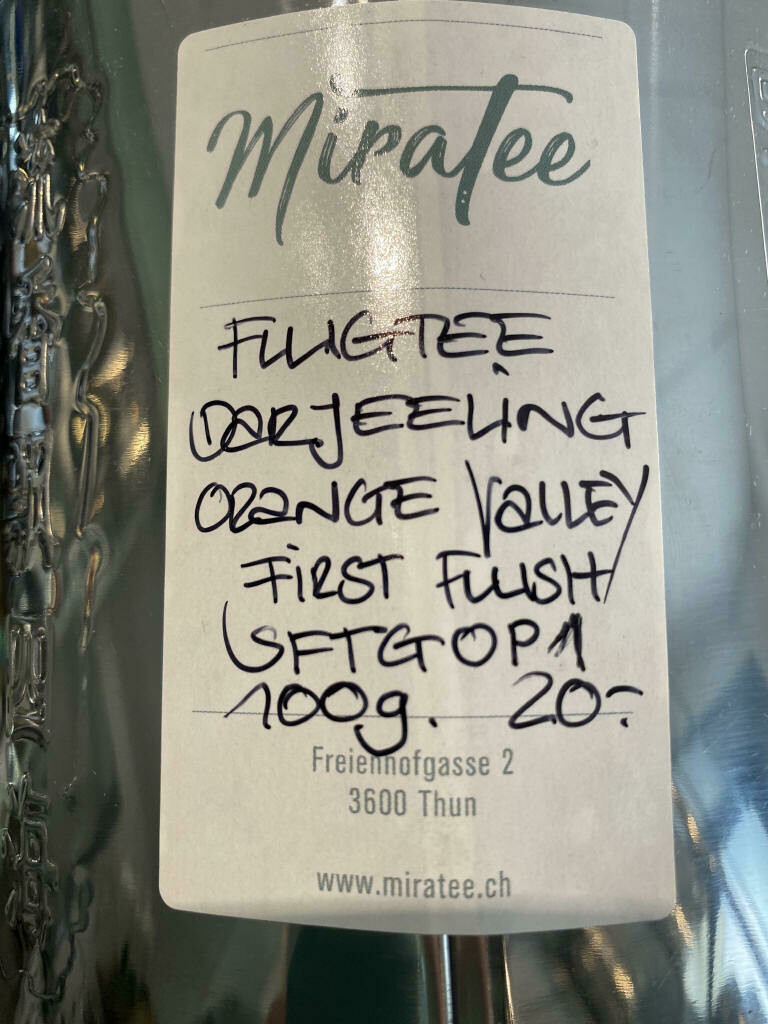 Miratee
FLUGTEE
DARJEELING
ORANGE VALLEY
FIRST FLUSH
SFTGOP1
100g. 20.-
Freienhofgasse 2
3600 Thun
www.miratee.ch